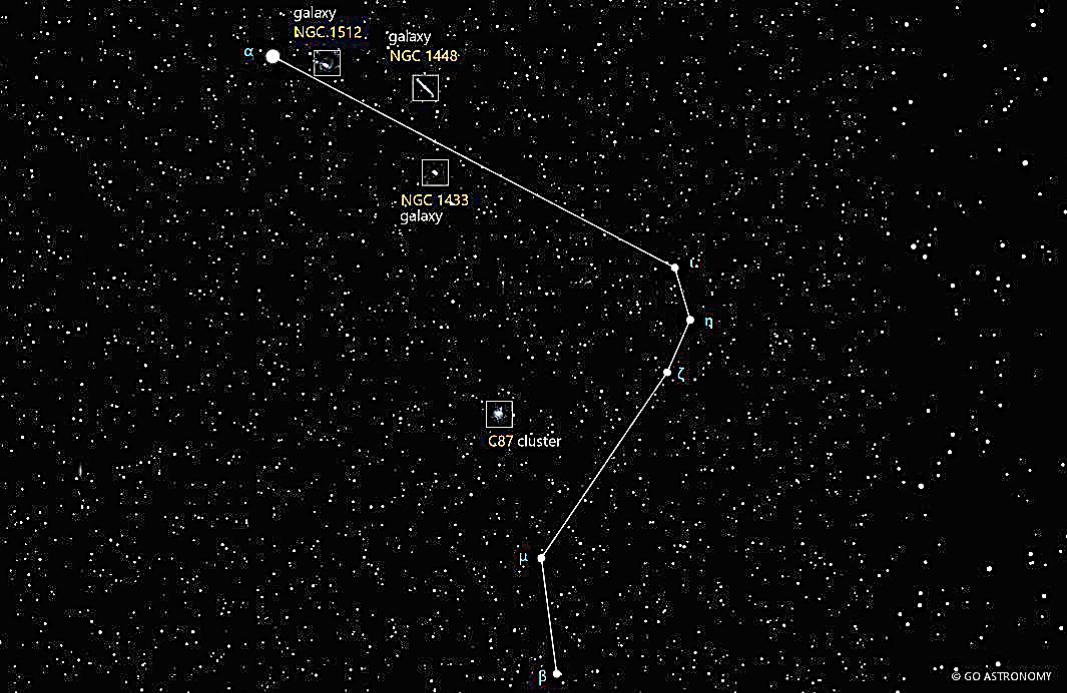 galaxy
NGC 1512
α
galaxy
NGC 1448
NGC 1433
galaxy
η
ζ
C87 cluster
μ
β
© GO ASTRONOMY